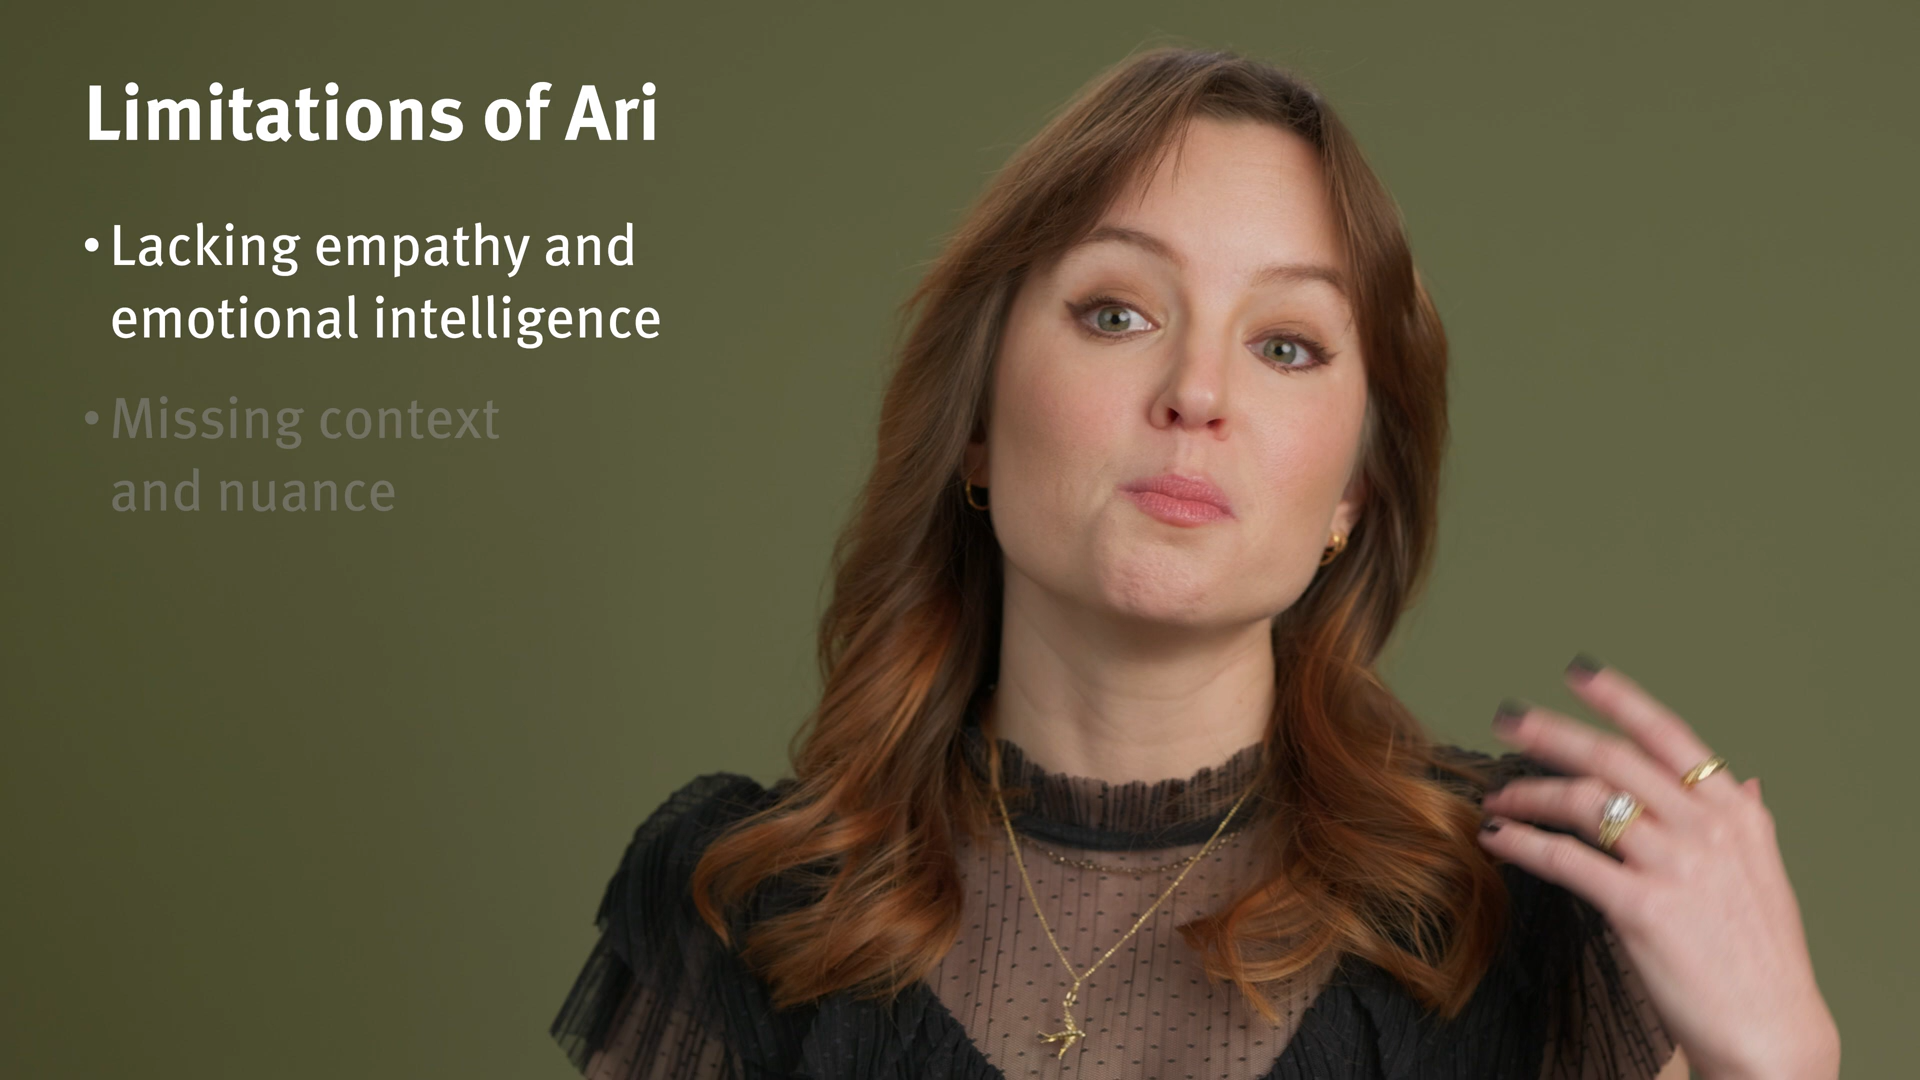 Limitations of Ari
• Lacking empathy and
emotional intelligence
• Missing context
and nuance